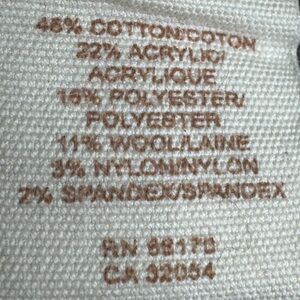 46% COTTON/COTON
22% ACRYLIC/
ACRYLIQUE
16% POLYESTER/
POLYESTER
11% WOOL/LAINE
3% NYLON/NYLON
2% SPANDEX/SPANDEX
RN
CA 32054